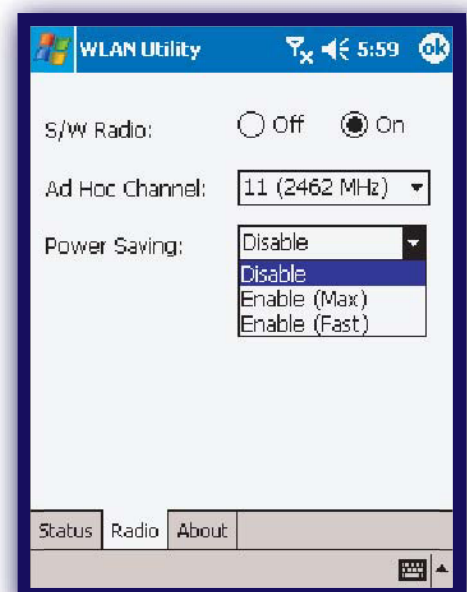 WLAN Utility 5:59 ok
S/W Radio: Off On
Ad Hoc Channel: 11 (2462 MHz)
Power Saving: Disable
Disable
Enable (Max)
Enable (Fast)
Status Radio About